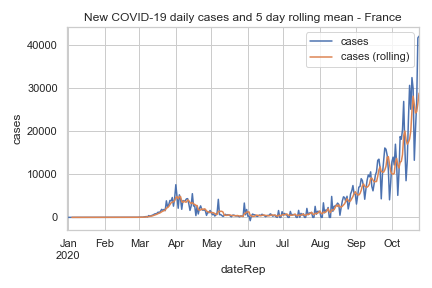 New COVID-19 daily cases and 5 day rolling mean - France
cases
cases (rolling)
40000
30000
20000
10000
0
cases
Jan Feb Mar Apr May Jun Jul Aug Sep Oct
2020
dateRep